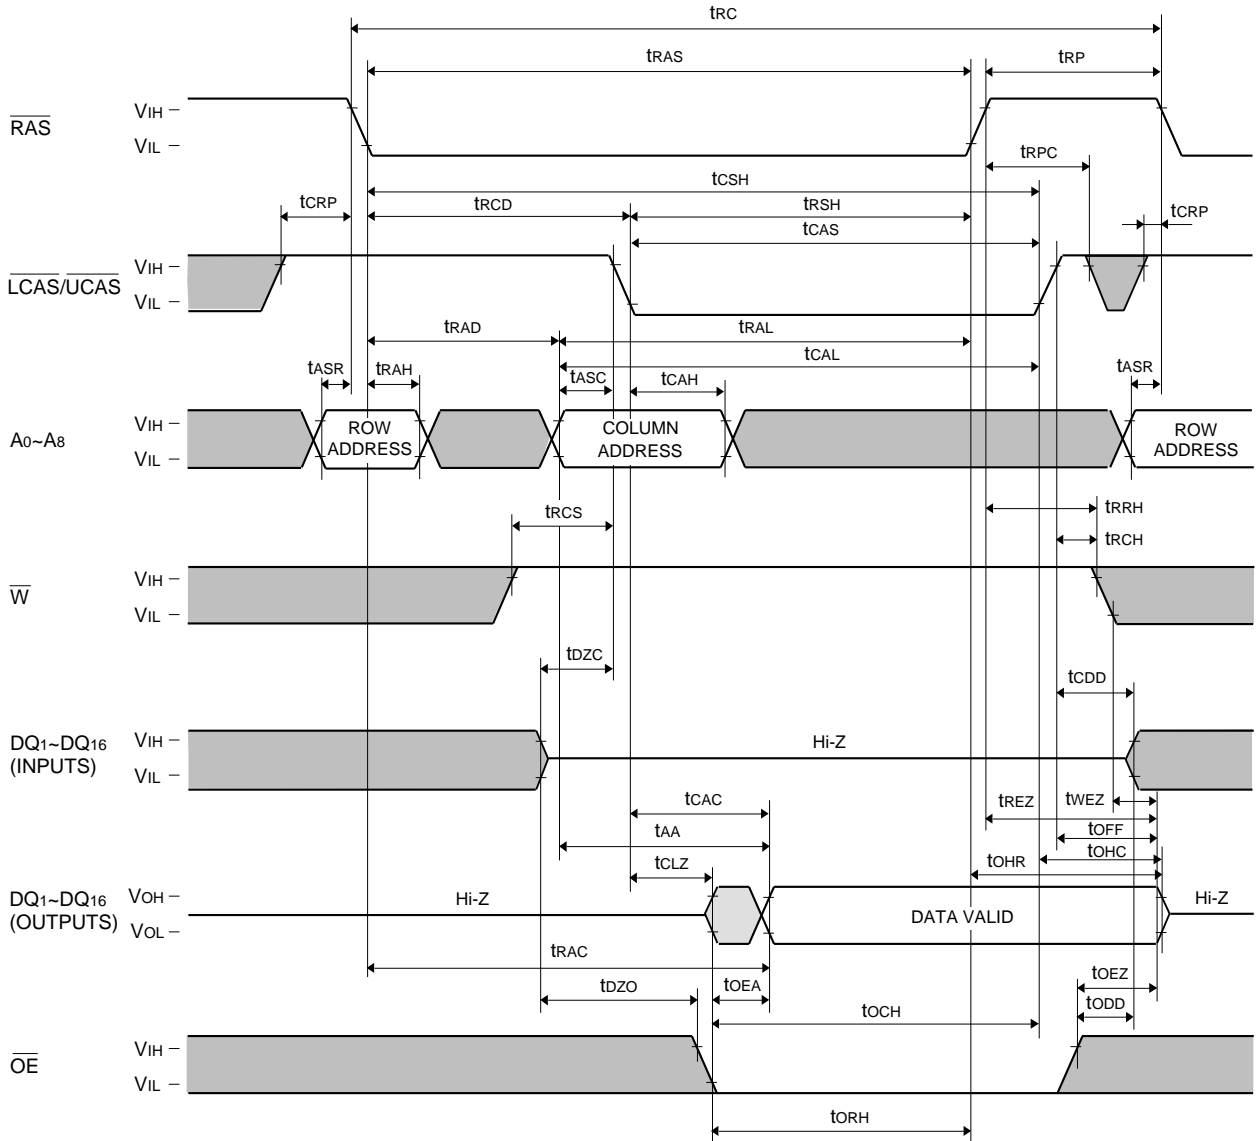 tRC
tRAS
tRP
RAS
VIH
VIL
tRPC
tCSH
tCRP
tRCD
tRSH
tCRP
tCAS
LCAS/UCAS
VIH
VIL
tRAD
tRAL
tCAL
tASR
tRAH
tASC
tCAH
tASR
A0~A8
VIH
VIL
ROW
ADDRESS
COLUMN
ADDRESS
ROW
ADDRESS
tRCS
tRRH
tRCH
W
VIH
VIL
tDZC
tCDD
DQ1~DQ16
(INPUTS)
VIH
VIL
Hi-Z
tCAC
tREZ
tWEZ
tAA
tOFF
tCLZ
tOHR
tOHC
DQ1~DQ16
(OUTPUTS)
VOH
VOL
Hi-Z
DATA VALID
Hi-Z
tRAC
tDZO
tOEA
tOEZ
tOCH
tODD
OE
VIH
VIL
tORH